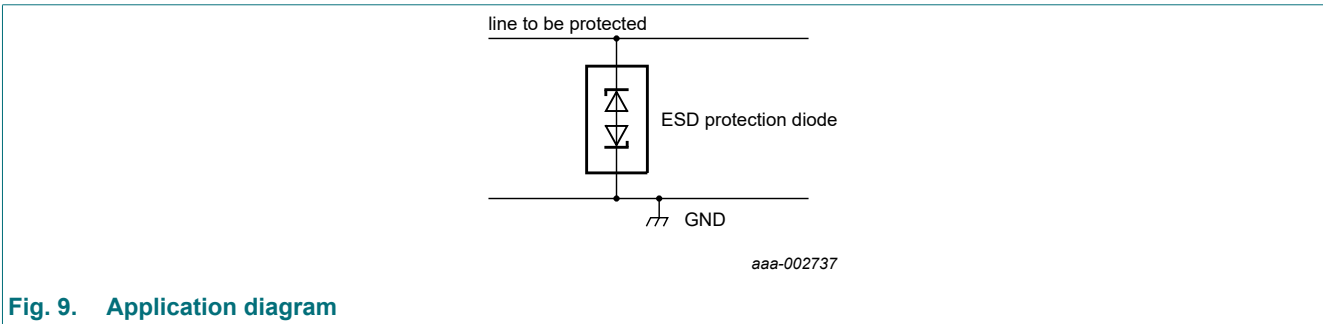 line to be protected
ESD protection diode
GND
aaa-002737
Fig. 9. Application diagram